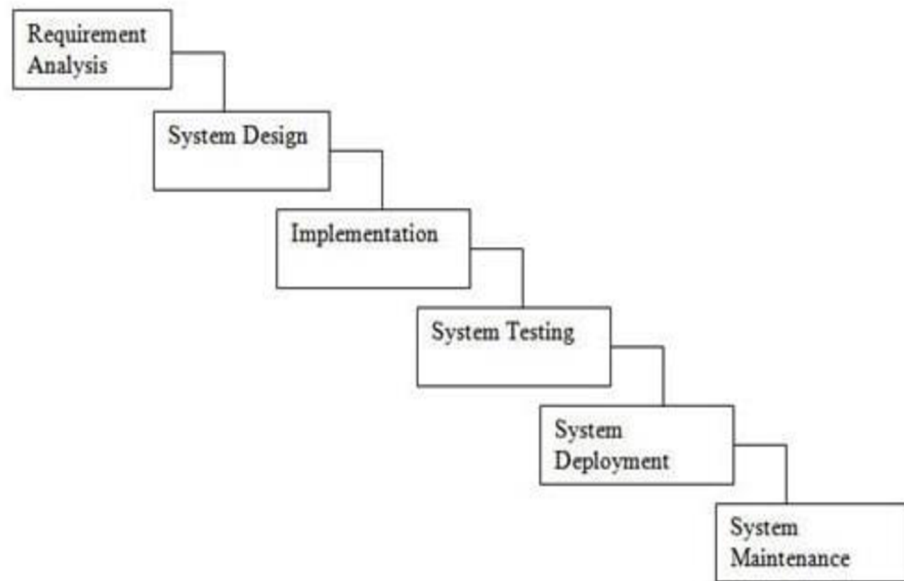 Requirement
Analysis
System Design
Implementation
System Testing
System
Deployment
System
Maintenance